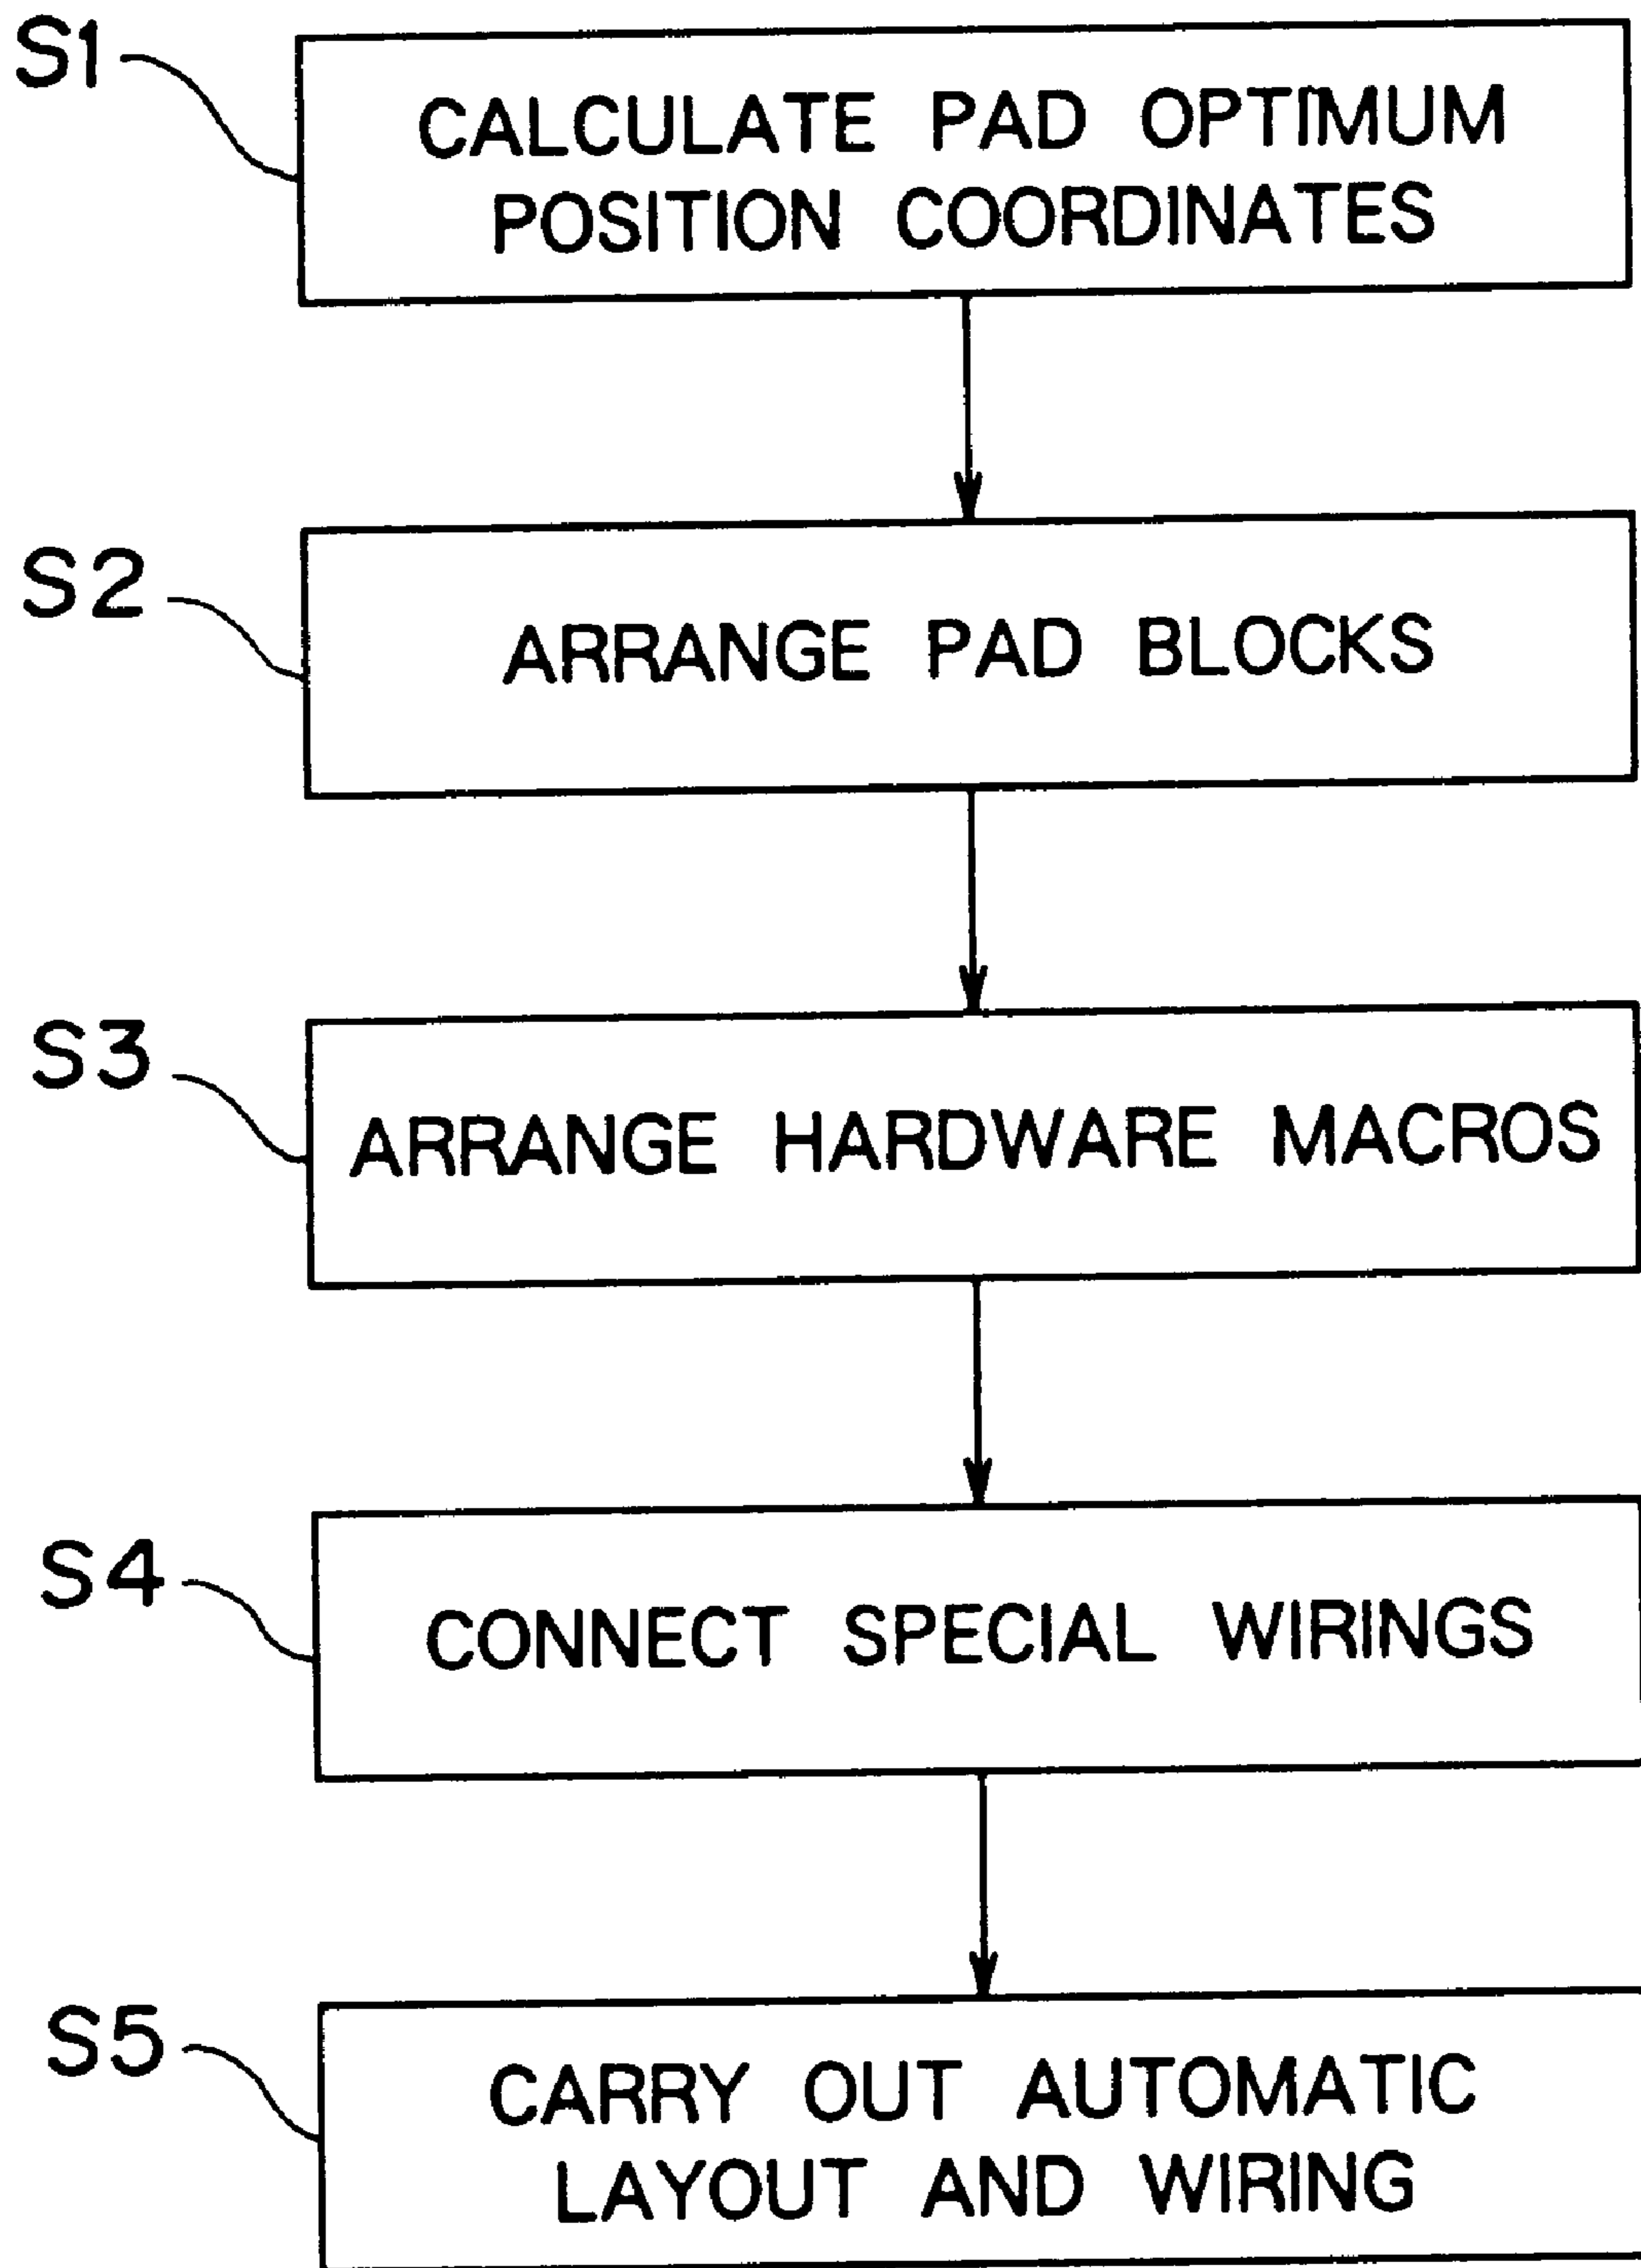 S1
CALCULATE PAD OPTIMUM
POSITION COORDINATES
S2
ARRANGE PAD BLOCKS
S3
ARRANGE HARDWARE MACROS
S4
CONNECT SPECIAL WIRINGS
S5
CARRY OUT AUTOMATIC
LAYOUT AND WIRING